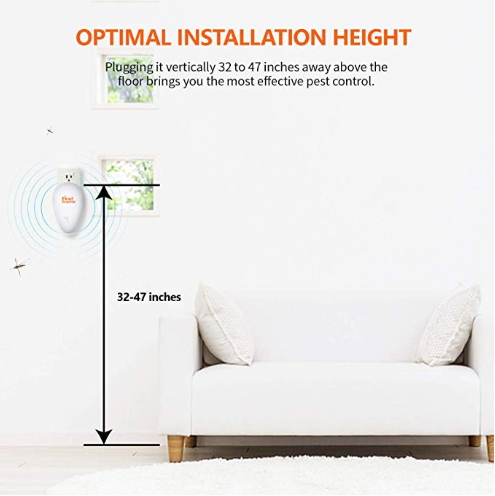 OPTIMAL INSTALLATION HEIGHT
Plugging it vertically 32 to 47 inches away above the
floor brings you the most effective pest control.
32-47 inches